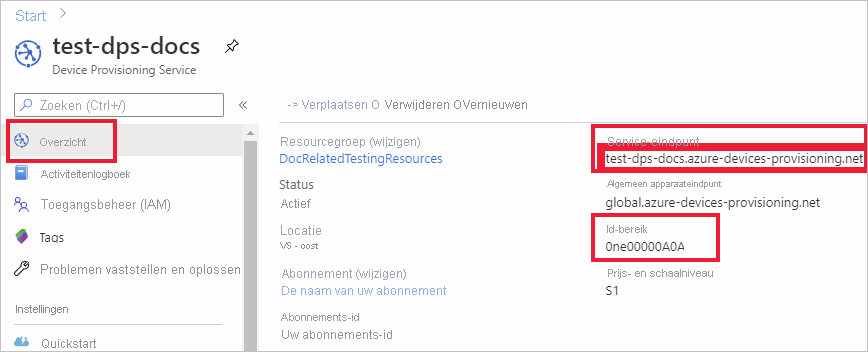 Start
test-dps-docs
Device Provisioning Service
Zoeken (Ctrl+/)
Overzicht
Activiteitenlogboek
Toegangsbeheer (IAM)
Tags
Problemen vaststellen en oplossen
Instellingen
Quickstart
-> Verplaatsen O Verwijderen OVernieuwen
Resourcegroep (wijzigen)
DocRelatedTestingResources
Status
Actief
Locatie
VS - oost
Abonnement (wijzigen)
De naam van uw abonnement
Abonnements-id
Uw abonnements-id
Service-eindpunt
test-dps-docs.azure-devices-provisioning.net
Algemeen apparaateindpunt
global.azure-devices-provisioning.net
Id-bereik
0ne00000A0A
Prijs- en schaalniveau
S1